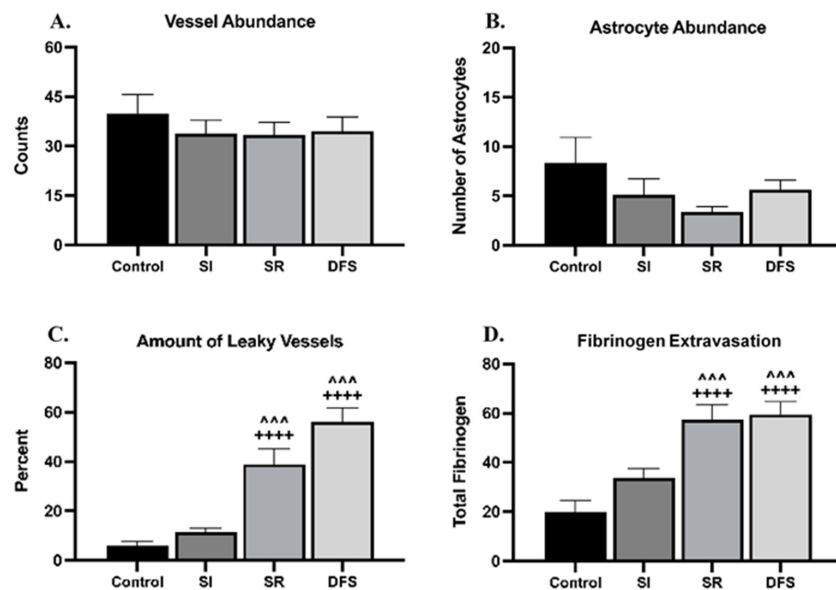 A. Vessel Abundance
Counts
60
45
30
15
0
Control SI SR DFS
B. Astrocyte Abundance
Number of Astrocytes
20
15
10
5
0
Control SI SR DFS
C. Amount of Leaky Vessels
Percent
80
60
40
20
0
^^^
++++
^^^
++++
Control SI SR DFS
D. Fibrinogen Extravasation
Total Fibrinogen
80
60
40
20
0
^^^
++++
^^^
++++
Control SI SR DFS